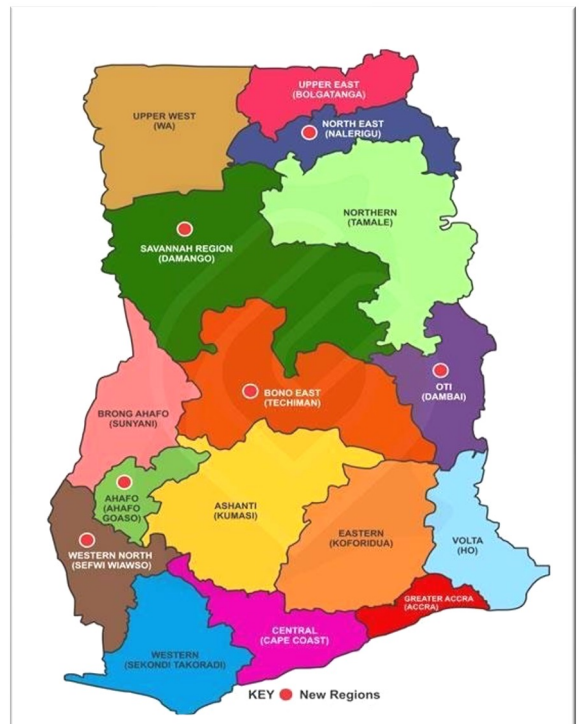 UPPER EAST
(BOLGATANGA)
UPPER WEST
(WA)
NORTH EAST
(NALERIGU)
NORTHERN
(TAMALE)
SAVANNAH REGION
(DAMANGO)
OTI
(DAMBAI)
BONO EAST
(TECHIMAN)
BRONG AHAFO
(SUNYANI)
AHAFO
(AHAFO
GOASO)
ASHANTI
(KUMASI)
EASTERN
(KOFORIDUA)
VOLTA
(HO)
WESTERN NORTH
(SEFWI WIAWSO)
GREATER ACCRA
(ACCRA)
CENTRAL
(CAPE COAST)
WESTERN
(SEKONDI TAKORADI)
KEY New Regions